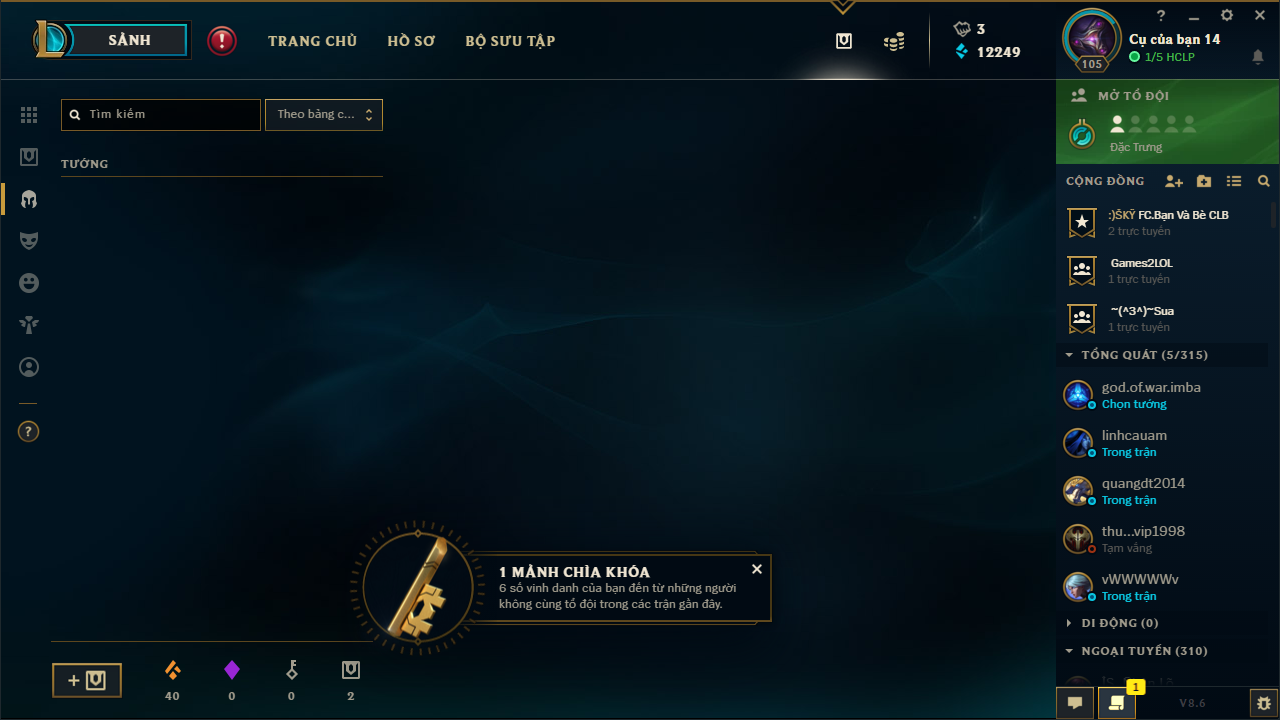 SẢNH
TRANG CHỦ
HỒ SƠ
BỘ SƯU TẬP
3
12249
105
Cụ của bạn 14
1/5 HCLP
MỞ TỔ ĐỘI
Đặc Trưng
Tìm kiếm
Theo bảng c...
TƯỚNG
CỘNG ĐỒNG
:)ŠKŸ FC.Bạn Và Bè CLB
2 trực tuyến
Games2LOL
1 trực tuyến
~(^3^)~Sua
1 trực tuyến
TỔNG QUÁT (5/315)
god.of.war.imba
Chọn tướng
linhcauam
Trong trận
quangdt2014
Trong trận
thu...vip1998
Tạm vắng
vWWWWv
Trong trận
DI ĐỘNG (0)
NGOẠI TUYẾN (310)
1 MẢNH CHÌA KHÓA
6 số vinh danh của bạn đến từ những người
không cùng tổ đội trong các trận gần đây.
40
0
0
2
1
V8.6